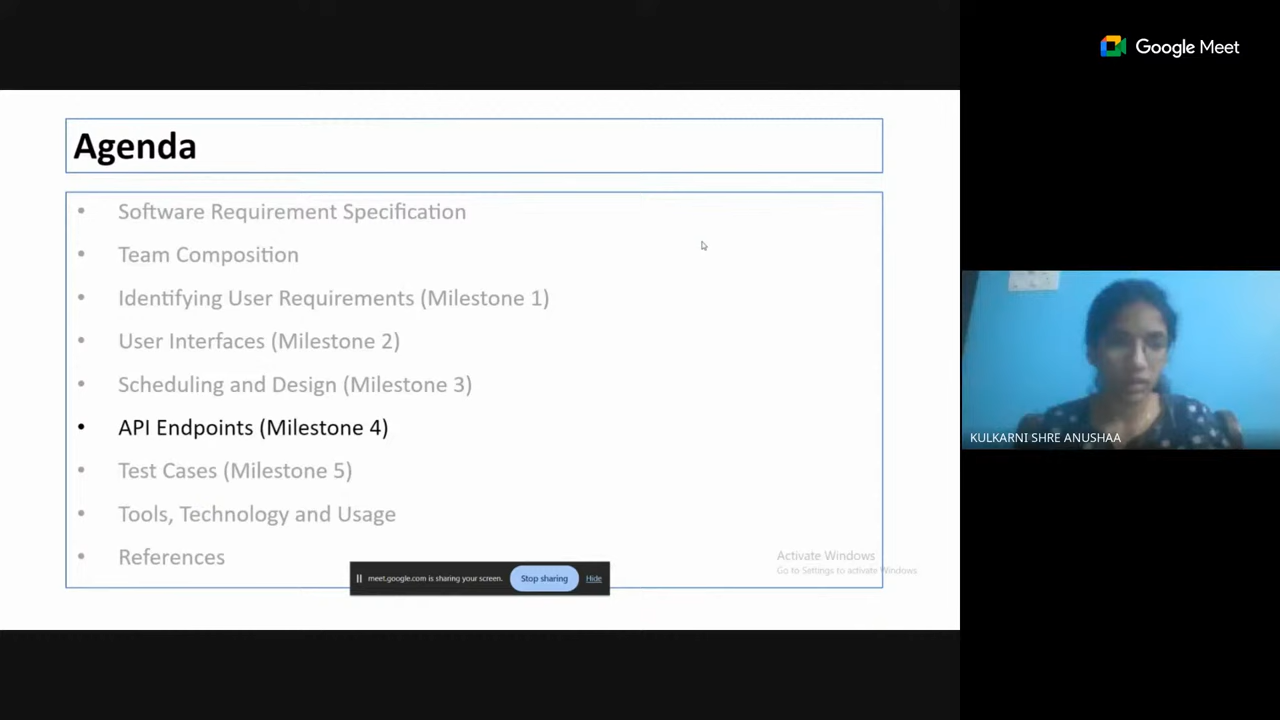 Google Meet
Agenda
• Software Requirement Specification
• Team Composition
• Identifying User Requirements (Milestone 1)
• User Interfaces (Milestone 2)
• Scheduling and Design (Milestone 3)
• API Endpoints (Milestone 4)
• Test Cases (Milestone 5)
• Tools, Technology and Usage
• References
Activate Windows
Go to Settings to activate Windows.
meet.google.com is sharing your screen. Stop sharing Hide
KULKARNI SHRE ANUSHAA